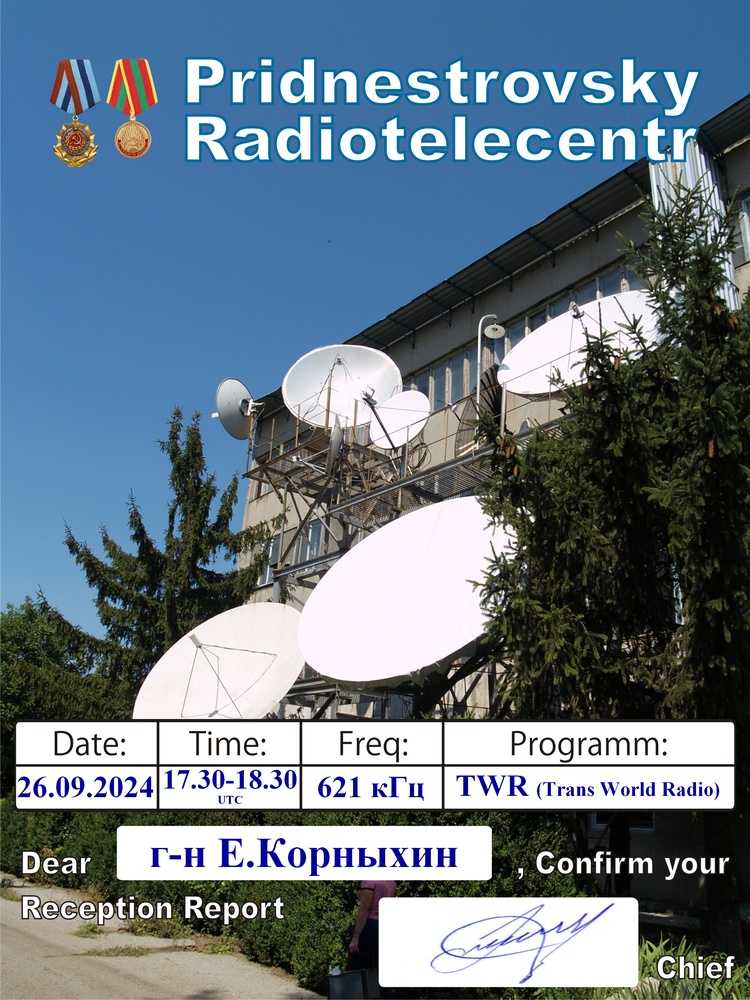 Pridnestrovsky
Radiotelecentr
Date: Time: Freq: Programm:
26.09.2024 17.30-18.30 UTC 621 кГц TWR (Trans World Radio)
Dear г-н Е.Корныхин , Confirm your
Reception Report
Chief